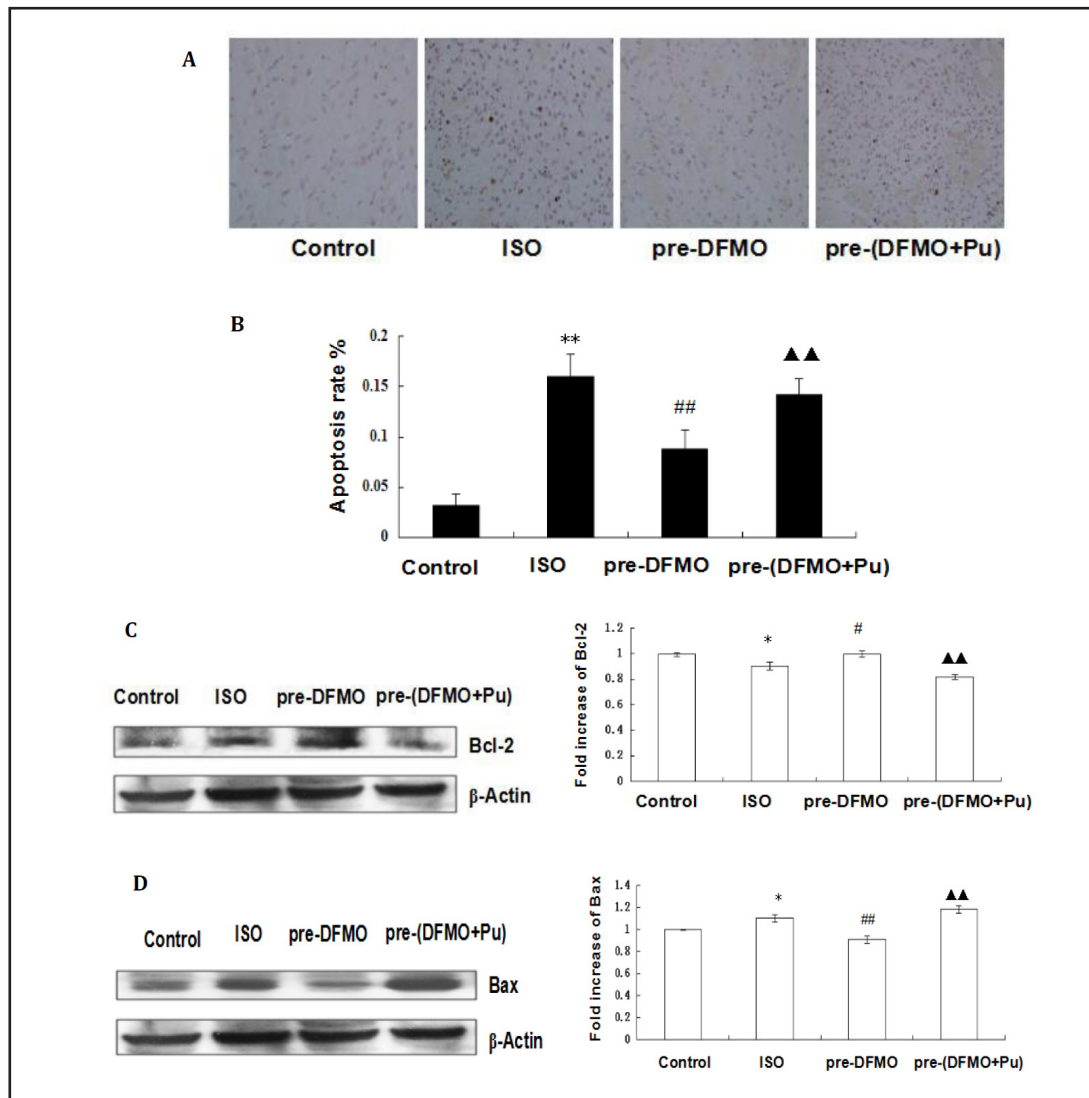 A
Control ISO pre-DFMO pre-(DFMO+Pu)
B
Apoptosis rate %
0.2
0.15
0.1
0.05
0
** ## ▲▲
Control ISO pre-DFMO pre-(DFMO+Pu)
C
Control ISO pre-DFMO pre-(DFMO+Pu)
Bcl-2
β-Actin
Fold increase of Bcl-2
1.2
1
0.8
0.6
0.4
0.2
0
* # ▲▲
Control ISO pre-DFMO pre-(DFMO+Pu)
D
Control ISO pre-DFMO pre-(DFMO+Pu)
Bax
β-Actin
Fold increase of Bax
1.4
1.2
1
0.8
0.6
0.4
0.2
0
* ## ▲▲
Control ISO pre-DFMO pre-(DFMO+Pu)